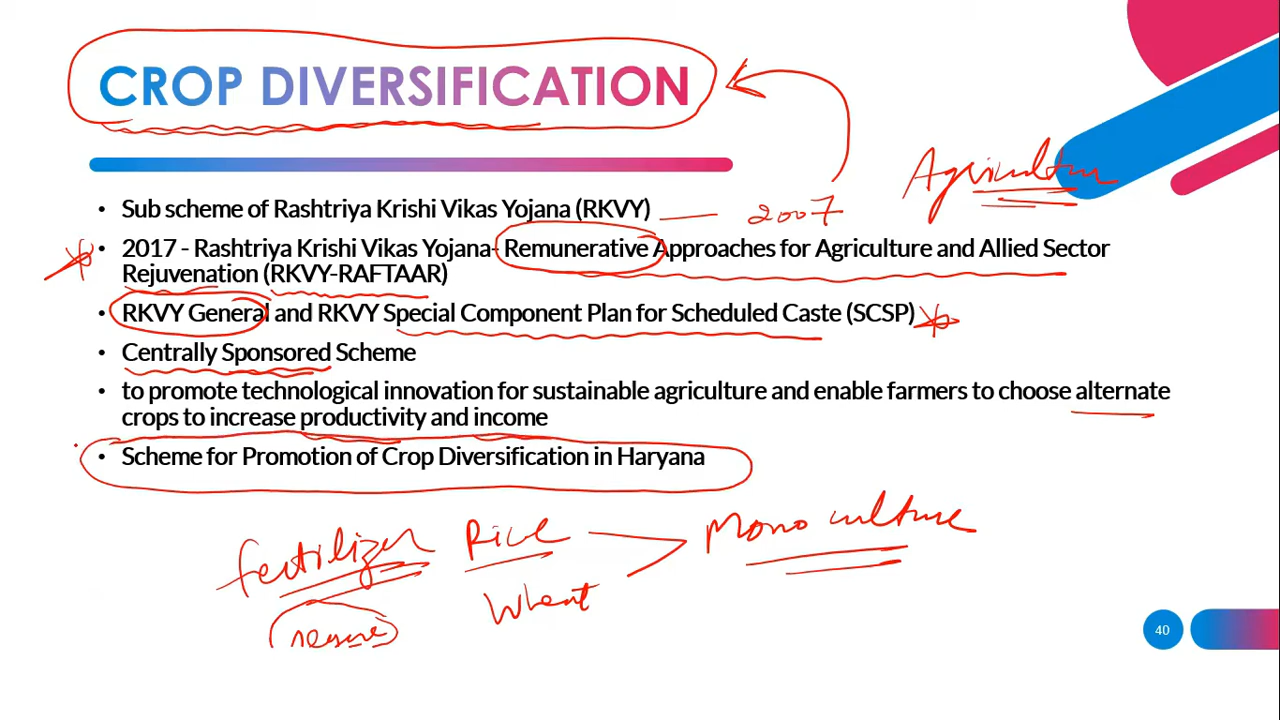 CROP DIVERSIFICATION
Agricultur
• Sub scheme of Rashtriya Krishi Vikas Yojana (RKVY) 2007
• 2017 - Rashtriya Krishi Vikas Yojana- Remunerative Approaches for Agriculture and Allied Sector
Rejuvenation (RKVY-RAFTAAR)
• RKVY General and RKVY Special Component Plan for Scheduled Caste (SCSP)
• Centrally Sponsored Scheme
• to promote technological innovation for sustainable agriculture and enable farmers to choose alternate
crops to increase productivity and income
• Scheme for Promotion of Crop Diversification in Haryana
Fertilizer Rice Mono culture
Wheat
40